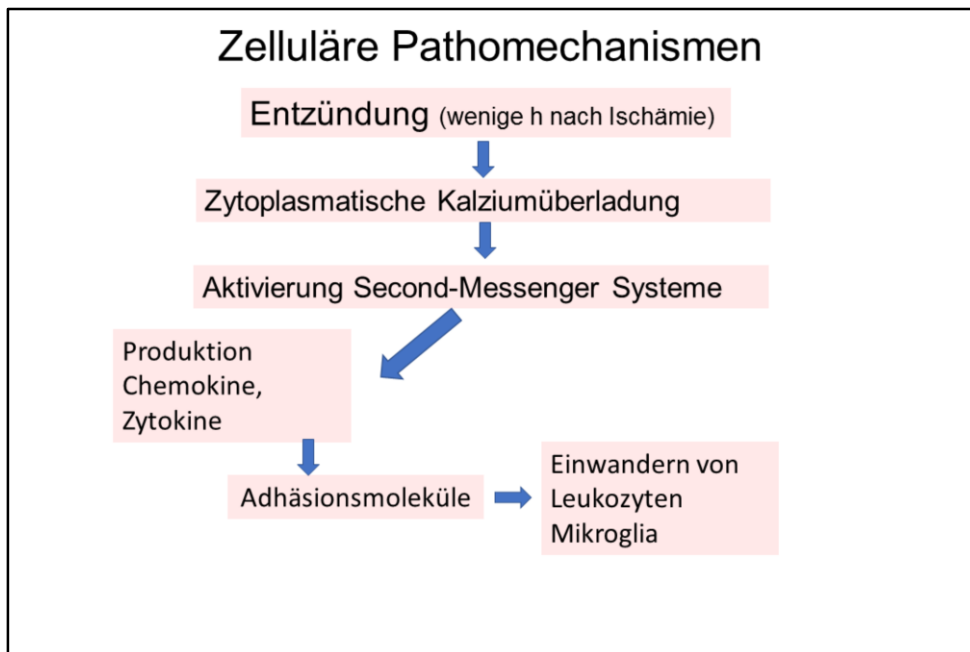 Zelluläre Pathomechanismen
Entzündung (wenige h nach Ischämie)
Zytoplasmatische Kalziumüberladung
Aktivierung Second-Messenger Systeme
Produktion
Chemokine,
Zytokine
Adhäsionsmoleküle
Einwandern von
Leukozyten
Mikroglia